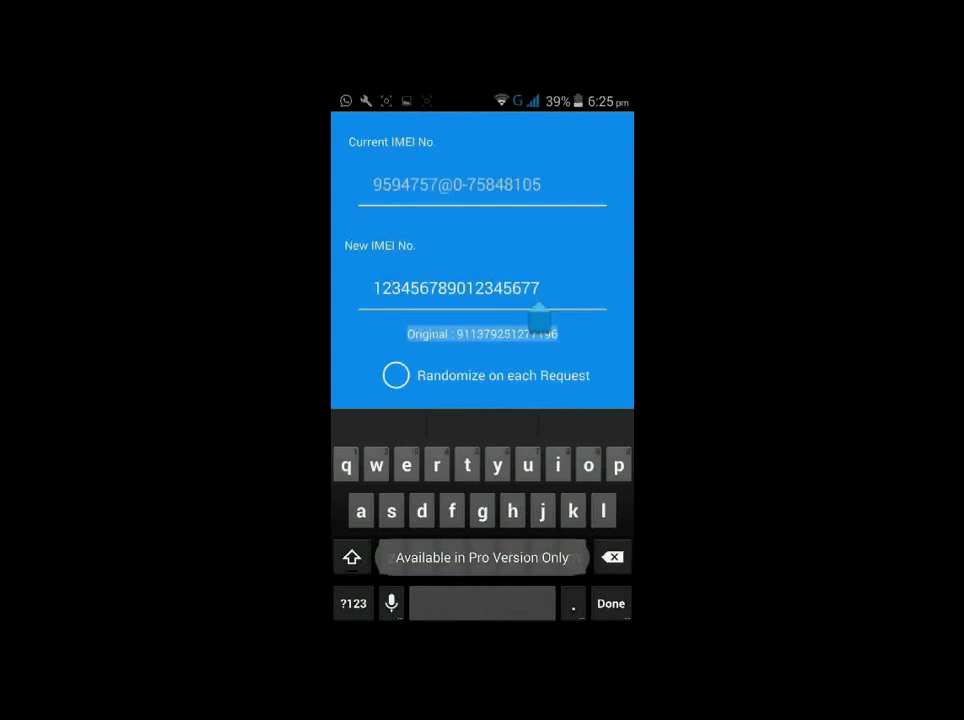 39% 6:25 pm
Current IMEI No.
9594757@0-75848105
New IMEI No.
123456789012345677
Original : 911379251277196
Randomize on each Request
q w e r t y u i o p
a s d f g h j k l
Available in Pro Version Only
?123 . Done